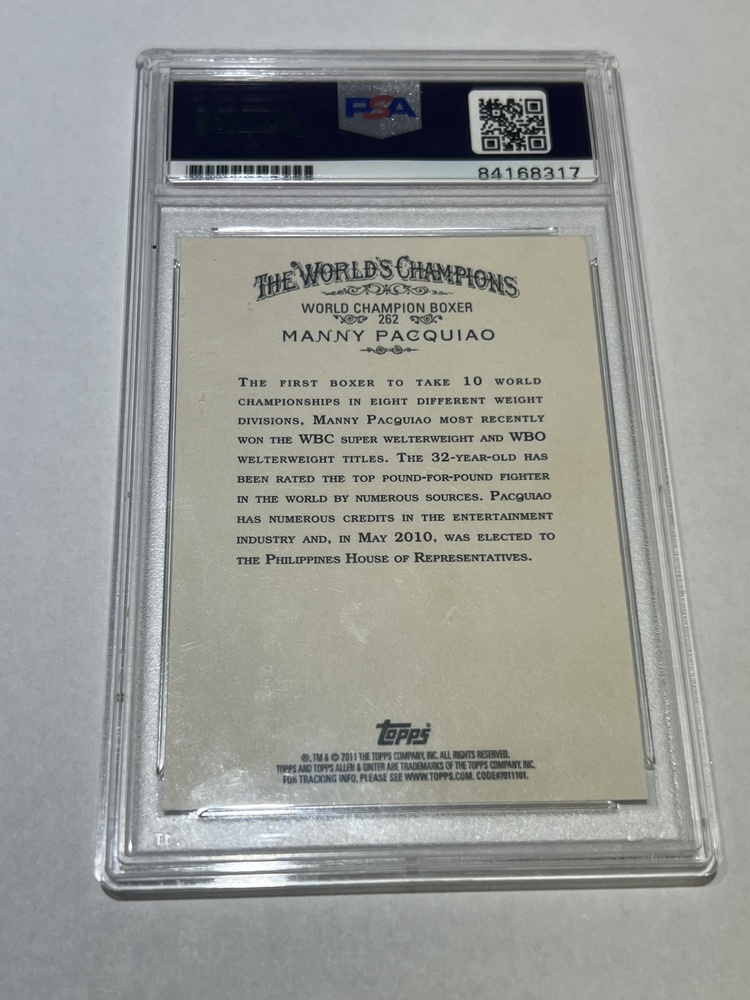 PSA
84168317
THE WORLD'S CHAMPIONS
WORLD CHAMPION BOXER
262
MANNY PACQUIAO
THE FIRST BOXER TO TAKE 10 WORLD
CHAMPIONSHIPS IN EIGHT DIFFERENT WEIGHT
DIVISIONS, MANNY PACQUIAO MOST RECENTLY
WON THE WBC SUPER WELTERWEIGHT AND WBO
WELTERWEIGHT TITLES. THE 32-YEAR-OLD HAS
BEEN RATED THE TOP POUND-FOR-POUND FIGHTER
IN THE WORLD BY NUMEROUS SOURCES. PACQUIAO
HAS NUMEROUS CREDITS IN THE ENTERTAINMENT
INDUSTRY AND, IN MAY 2010, WAS ELECTED TO
THE PHILIPPINES HOUSE OF REPRESENTATIVES.
Topps
®, TM & © 2011 THE TOPPS COMPANY, INC. ALL RIGHTS RESERVED.
TOPPS AND TOPPS ALLEN & GINTER ARE TRADEMARKS OF THE TOPPS COMPANY, INC.
FOR TRACKING INFO, PLEASE SEE WWW.TOPPS.COM. CODE#7011101.